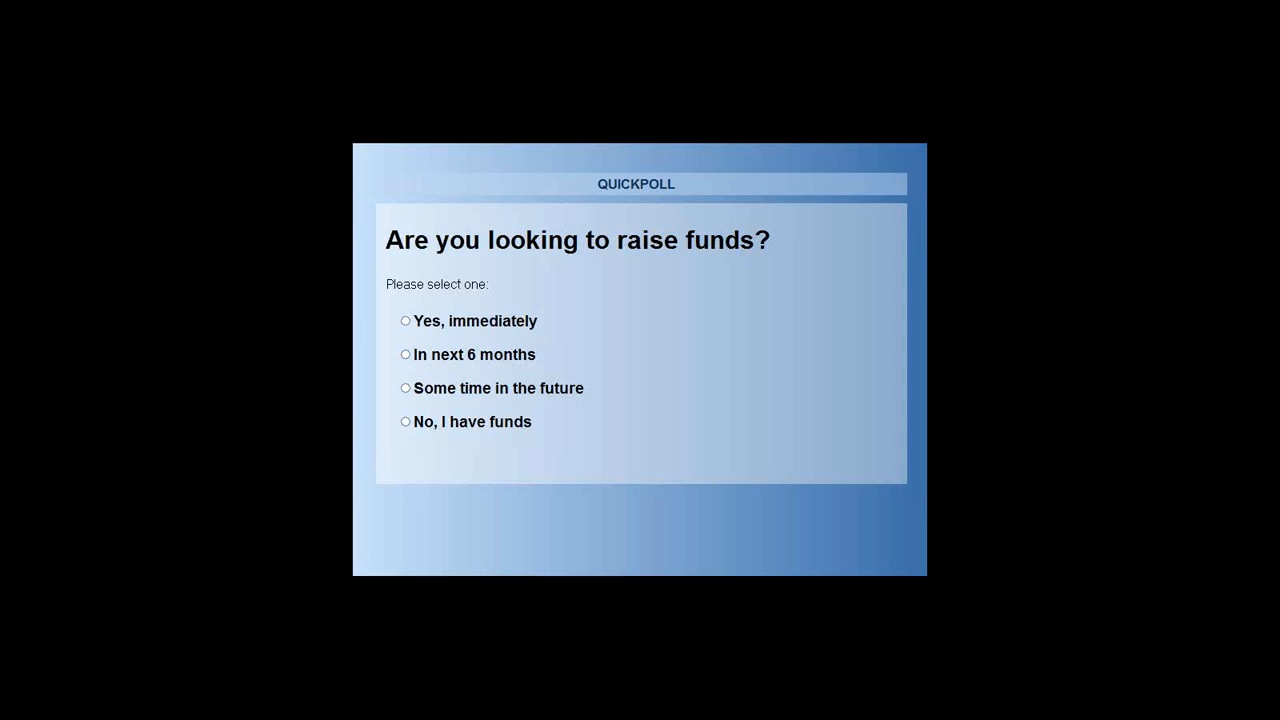 QUICKPOLL
Are you looking to raise funds?
Please select one:
Yes, immediately
In next 6 months
Some time in the future
No, I have funds